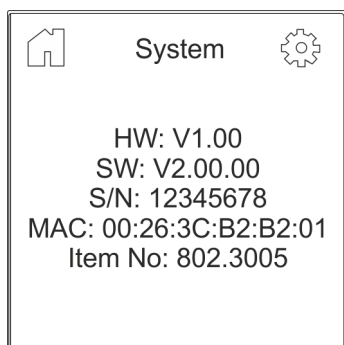 System
HW: V1.00
SW: V2.00.00
S/N: 12345678
MAC: 00:26:3C:B2:B2:01
Item No: 802.3005